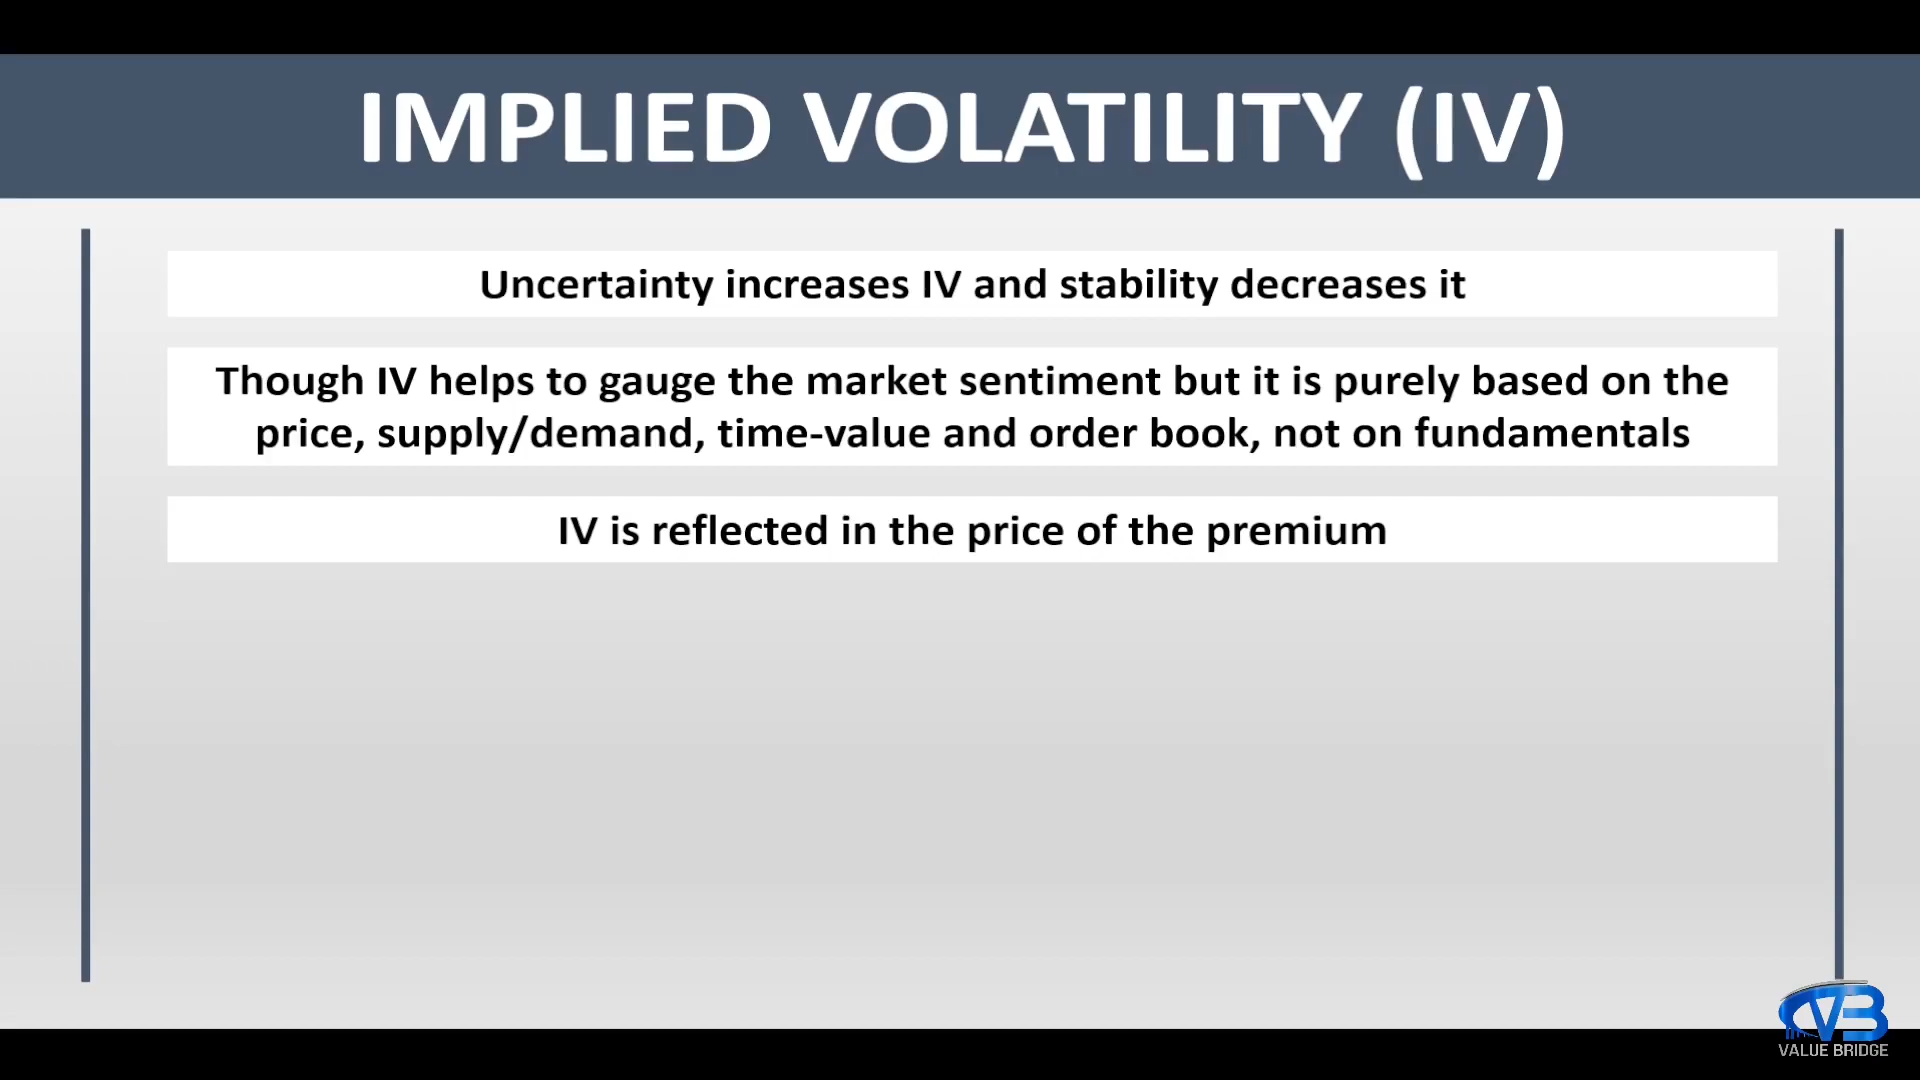 IMPLIED VOLATILITY (IV)
Uncertainty increases IV and stability decreases it
Though IV helps to gauge the market sentiment but it is purely based on the
price, supply/demand, time-value and order book, not on fundamentals
IV is reflected in the price of the premium
VB
VALUE BRIDGE